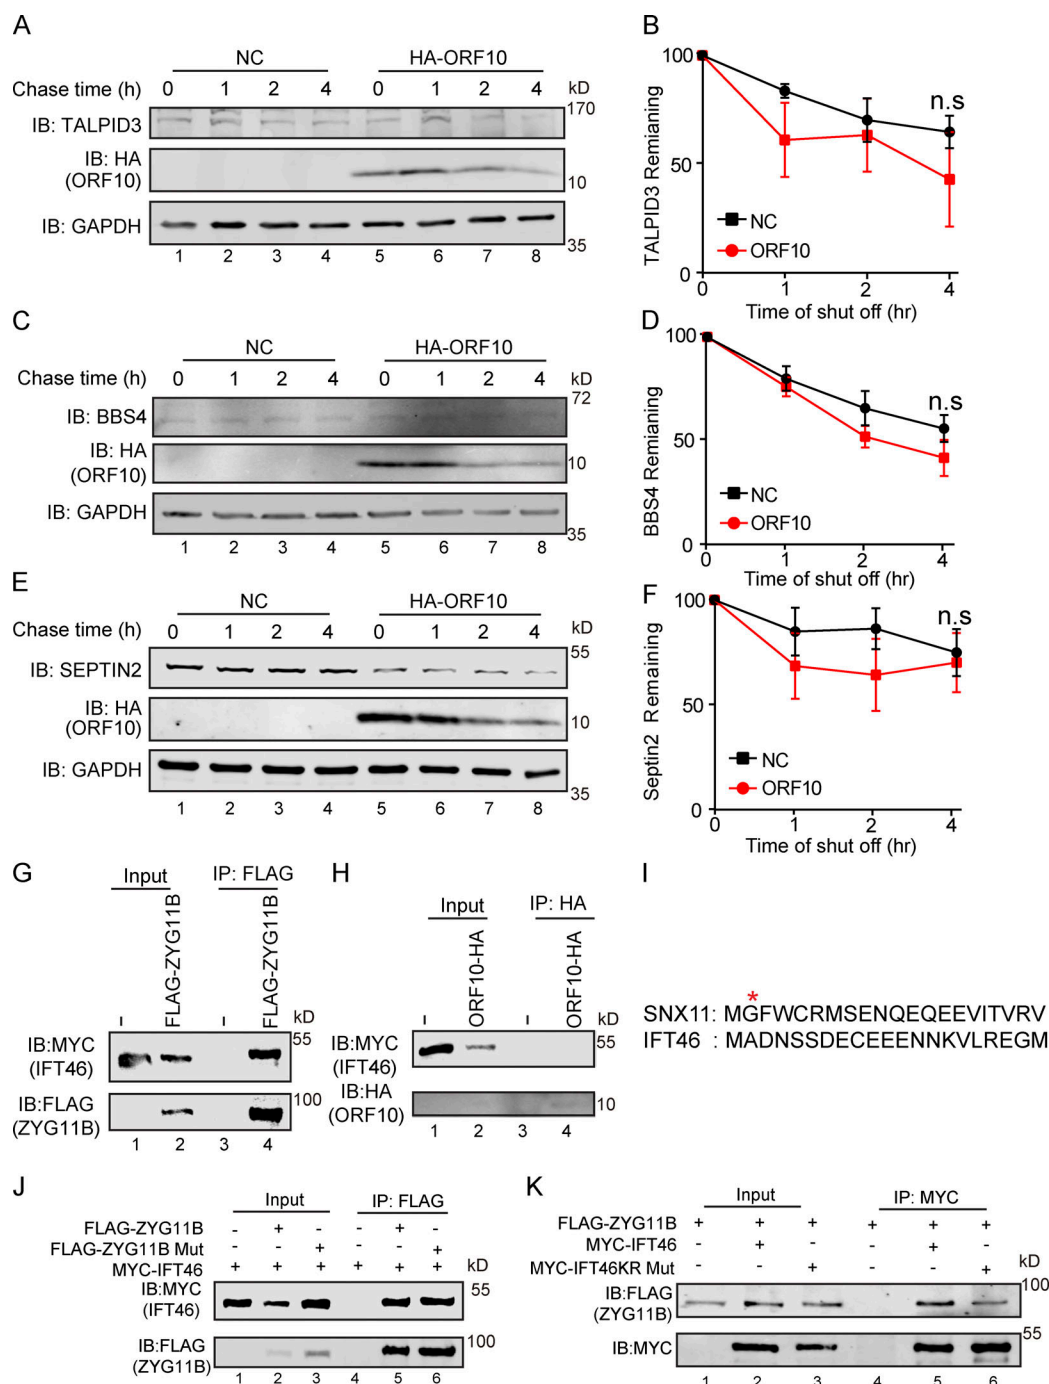 A
NC HA-ORF10
Chase time (h) 0 1 2 4 0 1 2 4 kD
IB: TALPID3 170
IB: HA
(ORF10) 10
IB: GAPDH 35
1 2 3 4 5 6 7 8
B
TALPID3 Remianing
100
50
0
n.s
NC
ORF10
0 1 2 4
Time of shut off (hr)
C
NC HA-ORF10
Chase time (h) 0 1 2 4 0 1 2 4 kD
72
IB: BBS4
IB: HA
(ORF10) 10
IB: GAPDH
35
1 2 3 4 5 6 7 8
D
BBS4 Remianing
100
50
0
n.s
NC
ORF10
0 1 2 4
Time of shut off (hr)
E
NC HA-ORF10
Chase time (h) 0 1 2 4 0 1 2 4 kD
55
IB: SEPTIN2
IB: HA
(ORF10) 10
IB: GAPDH
35
1 2 3 4 5 6 7 8
F
Septin2 Remaining
100
50
0
n.s
NC
ORF10
0 1 2 4
Time of shut off (hr)
G
Input IP: FLAG
- FLAG-ZYG11B - FLAG-ZYG11B kD
IB:MYC 55
(IFT46)
IB:FLAG 100
(ZYG11B)
1 2 3 4
H
Input IP: HA
- ORF10-HA - ORF10-HA kD
IB:MYC 55
(IFT46)
IB:HA
(ORF10) 10
1 2 3 4
I
*
SNX11: MGFWCRMSENQEQEEVITVRV
IFT46 : MADNSSDECEEENNKVLREGM
J
Input IP: FLAG
FLAG-ZYG11B - + - - + -
FLAG-ZYG11B Mut - - + - - +
MYC-IFT46 + + + + + + kD
IB:MYC 55
(IFT46)
IB:FLAG 100
(ZYG11B)
1 2 3 4 5 6
K
Input IP: MYC
FLAG-ZYG11B + + + + + +
MYC-IFT46 - + - - + -
MYC-IFT46KR Mut - - + - - + kD
IB:FLAG 100
(ZYG11B)
55
IB:MYC
1 2 3 4 5 6